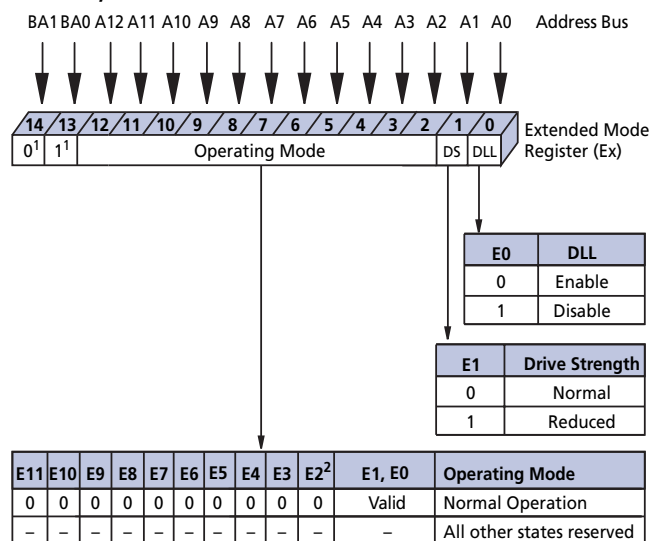 BA1 BA0 A12 A11 A10 A9 A8 A7 A6 A5 A4 A3 A2 A1 A0 Address Bus
14 13 12 11 10 9 8 7 6 5 4 3 2 1 0
0¹ 1¹ Operating Mode DS DLL
Extended Mode
Register (Ex)
E0 DLL
0 Enable
1 Disable
E1 Drive Strength
0 Normal
1 Reduced
E11 E10 E9 E8 E7 E6 E5 E4 E3 E2² E1, E0 Operating Mode
0 0 0 0 0 0 0 0 0 0 Valid Normal Operation
– – – – – – – – – – – All other states reserved